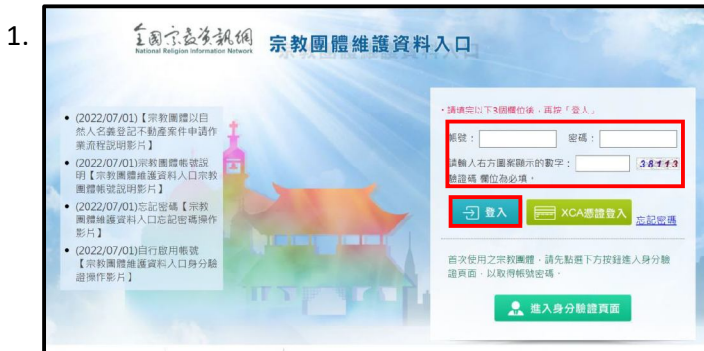 1.
全國宗教資訊網
National Religion Information Network
宗教團體維護資料入口
• (2022/07/01)【宗教團體以自
然人名義登記不動產案件申請作
業流程說明影片】
• (2022/07/01)宗教團體帳號說
明【宗教團體維護資料入口宗教
團體帳號說明影片】
• (2022/07/01)忘記密碼【宗教
團體維護資料入口忘記密碼操作
影片】
• (2022/07/01)自行啟用帳號
【宗教團體維護資料入口身分驗
證操作影片】
・請填完以下3個欄位後，再按「登入」
帳號： 密碼：
請輸入右方圖案顯示的數字： 38113
驗證碼 欄位為必填。
登入 XCA憑證登入 忘記密碼
首次使用之宗教團體，請先點選下方按鈕進入身分驗
證頁面，以取得帳號密碼。
進入身分驗證頁面